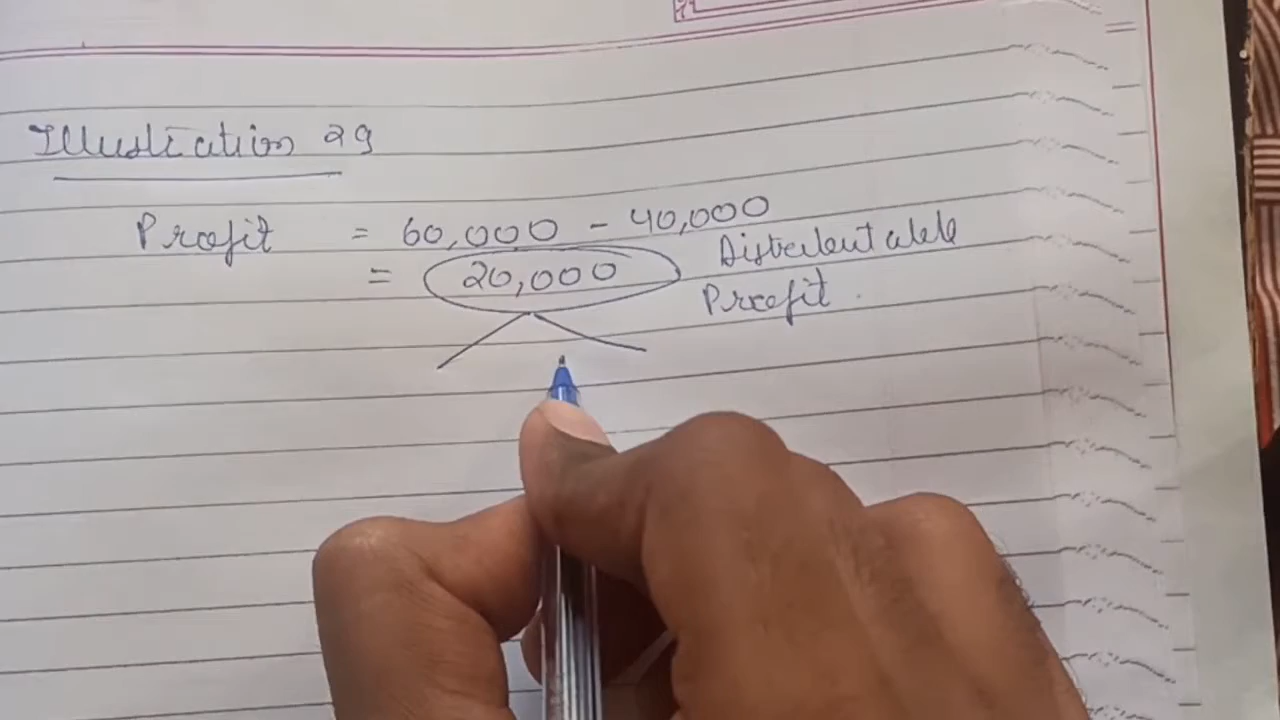 Illustration 29
Profit = 60,000 - 40,000
= 20,000 Distributable
Profit